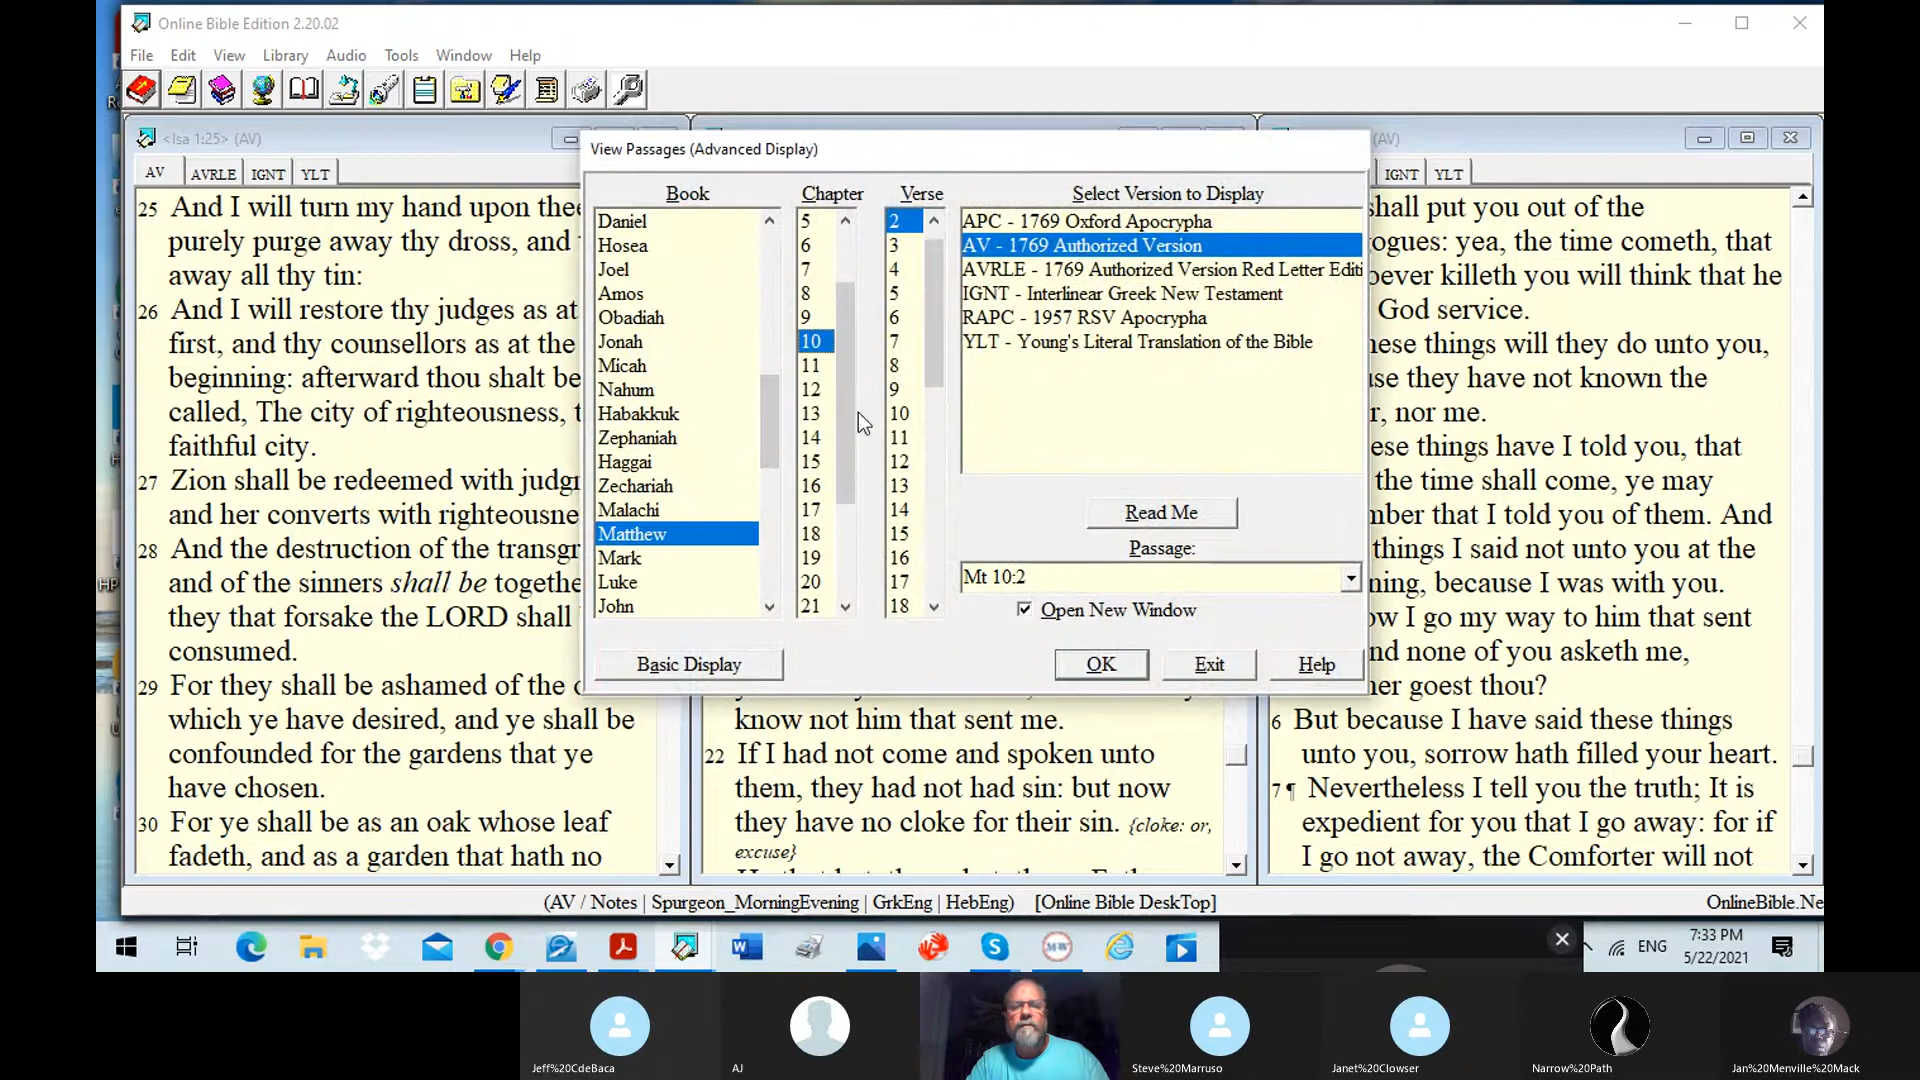 Online Bible Edition 2.20.02
File Edit View Library Audio Tools Window Help
<Isa 1:25> (AV)
AV AVRLE IGNT YLT
25 And I will turn my hand upon thee
purely purge away thy dross, and
away all thy tin:
26 And I will restore thy judges as at
first, and thy counsellors as at the
beginning: afterward thou shalt be
called, The city of righteousness,
faithful city.
27 Zion shall be redeemed with
and her converts with
28 And the destruction of the
and of the sinners shall be
they that forsake the LORD shall
consumed.
29 For they shall be ashamed of the
which ye have desired, and ye shall be
confounded for the gardens that ye
have chosen.
30 For ye shall be as an oak whose leaf
fadeth, and as a garden that hath no
View Passages (Advanced Display)
Book
Daniel
Hosea
Joel
Amos
Obadiah
Jonah
Micah
Nahum
Habakkuk
Zephaniah
Haggai
Zechariah
Malachi
Matthew
Mark
Luke
John
Chapter
5
6
7
8
9
10
11
12
13
14
15
16
17
18
19
20
21
Verse
2
3
4
5
6
7
8
9
10
11
12
13
14
15
16
17
18
Select Version to Display
APC - 1769 Oxford Apocrypha
AV - 1769 Authorized Version
AVRLE - 1769 Authorized Version Red Letter Editi
IGNT - Interlinear Greek New Testament
RAPC - 1957 RSV Apocrypha
YLT - Young's Literal Translation of the Bible
Read Me
Passage:
Mt 10:2
Open New Window
Basic Display OK Exit Help
know not him that sent me.
22 If I had not come and spoken unto
them, they had not had sin: but now
they have no cloke for their sin. {cloke: or,
excuse}
(AV)
IGNT YLT
shall put you out of the
yea, the time cometh, that
killeth you will think that he
God service.
things will they do unto you,
they have not known the
nor me.
things have I told you, that
the time shall come, ye may
that I told you of them. And
things I said not unto you at the
because I was with you.
I go my way to him that sent
none of you asketh me,
goest thou?
6 But because I have said these things
unto you, sorrow hath filled your heart.
7 ¶ Nevertheless I tell you the truth; It is
expedient for you that I go away: for if
I go not away, the Comforter will not
(AV / Notes | Spurgeon_MorningEvening | GrkEng | HebEng) [Online Bible DeskTop] OnlineBible.Ne
ENG
7:33 PM
5/22/2021
Jeff%20CdeBaca
AJ
Steve%20Marruso
Janet%20Clowser
Narrow%20Path
Jan%20Menville%20Mack